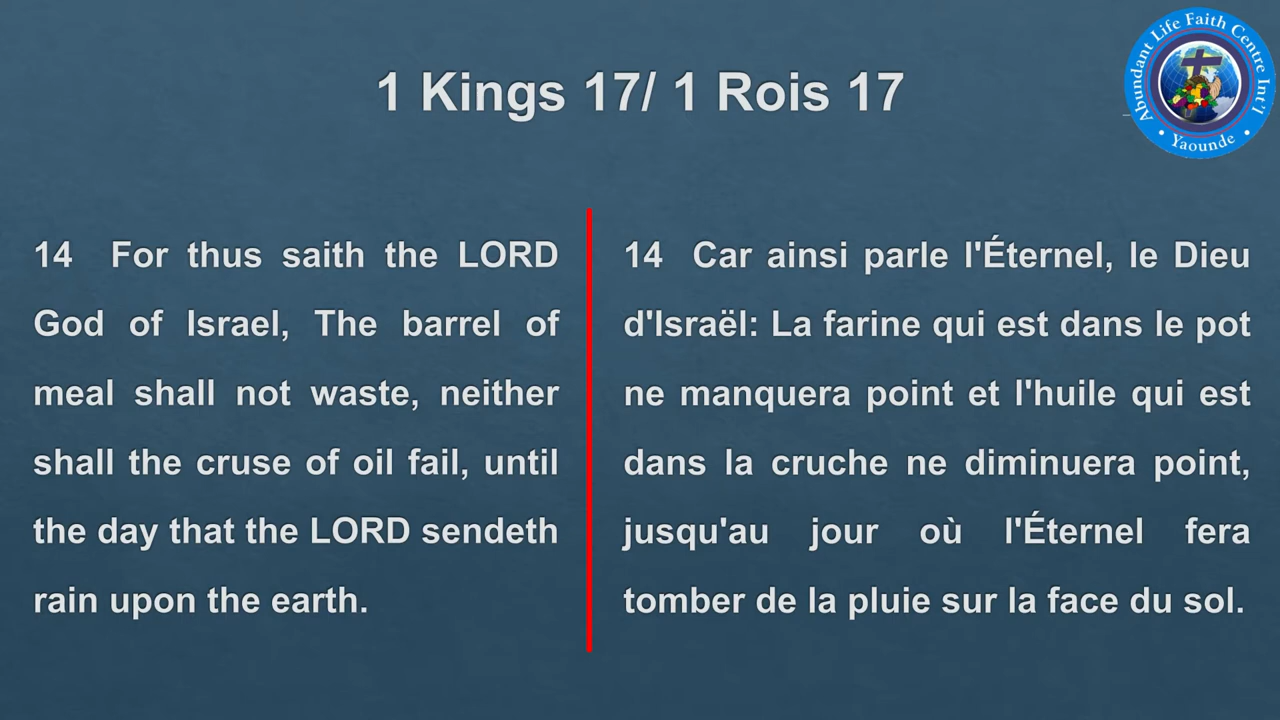 1 Kings 17/ 1 Rois 17
Abundant Life Faith Centre Int'l
• Yaounde •
14 For thus saith the LORD
God of Israel, The barrel of
meal shall not waste, neither
shall the cruse of oil fail, until
the day that the LORD sendeth
rain upon the earth.
14 Car ainsi parle l'Éternel, le Dieu
d'Israël: La farine qui est dans le pot
ne manquera point et l'huile qui est
dans la cruche ne diminuera point,
jusqu'au jour où l'Éternel fera
tomber de la pluie sur la face du sol.